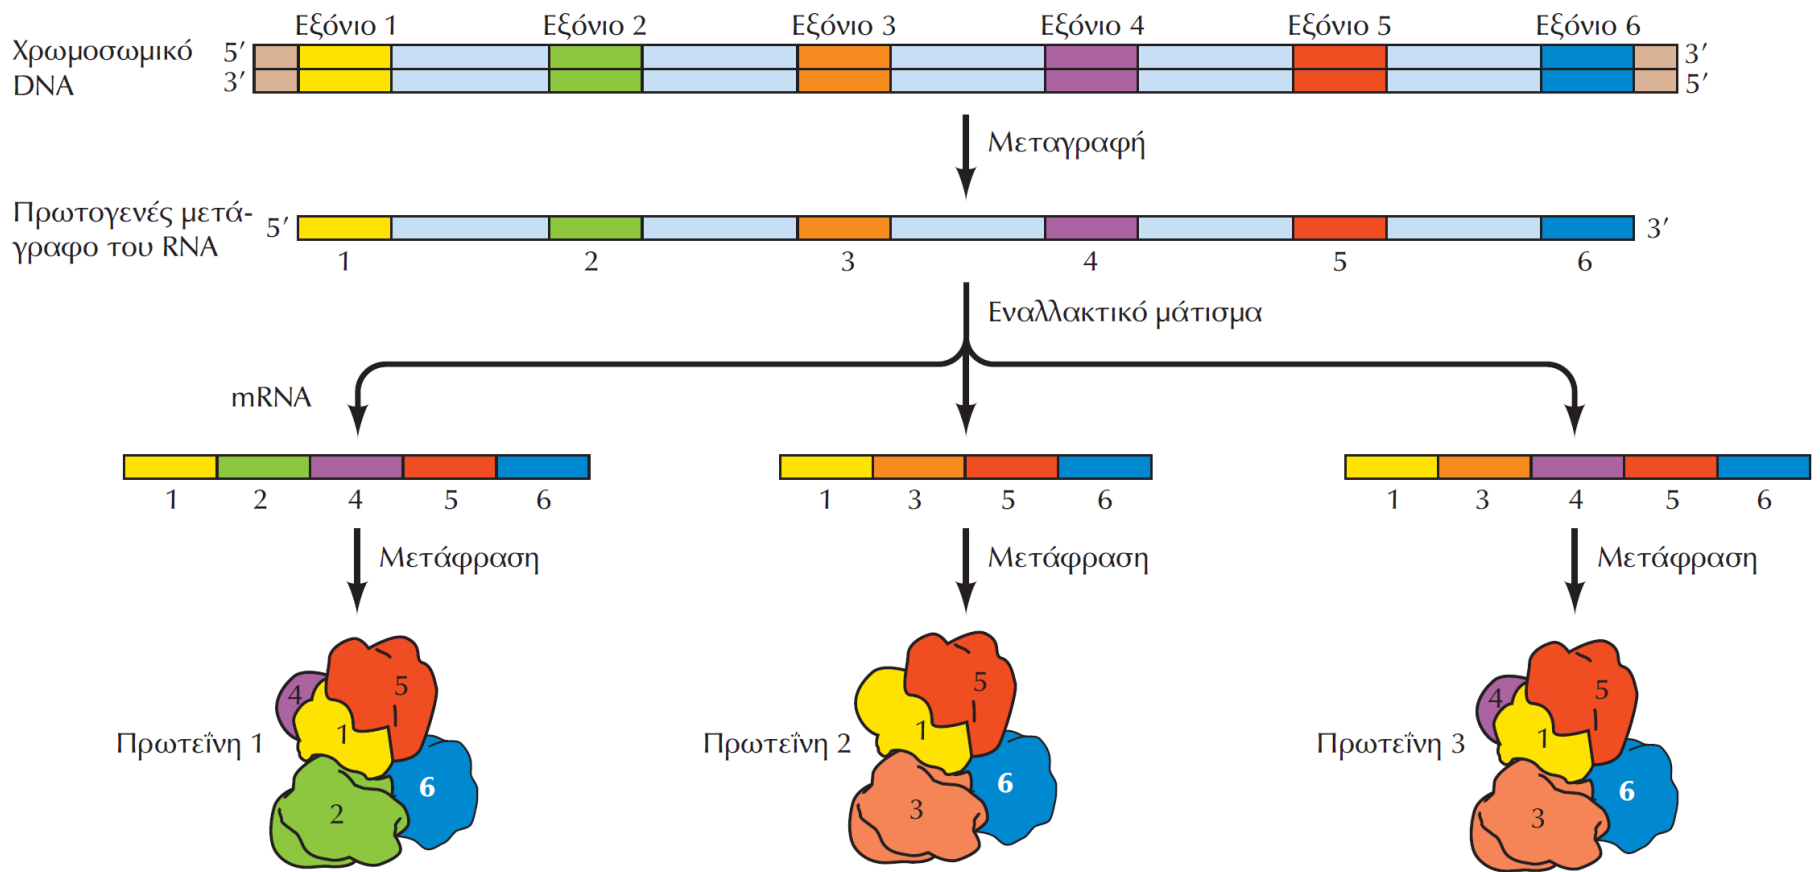 Εξόνιο 1 Εξόνιο 2 Εξόνιο 3 Εξόνιο 4 Εξόνιο 5 Εξόνιο 6
Χρωμοσωμικό 5′ 3′
DNA 3′ 5′
Μεταγραφή
Πρωτογενές μετά-
γραφο του RNA 5′ 3′
1 2 3 4 5 6
Εναλλακτικό μάτισμα
mRNA
1 2 4 5 6 1 3 5 6 1 3 4 5 6
Μετάφραση Μετάφραση Μετάφραση
4 5 1 5 4 5
Πρωτεΐνη 1 1 Πρωτεΐνη 2 Πρωτεΐνη 3 1
6 6 6
2 3 3